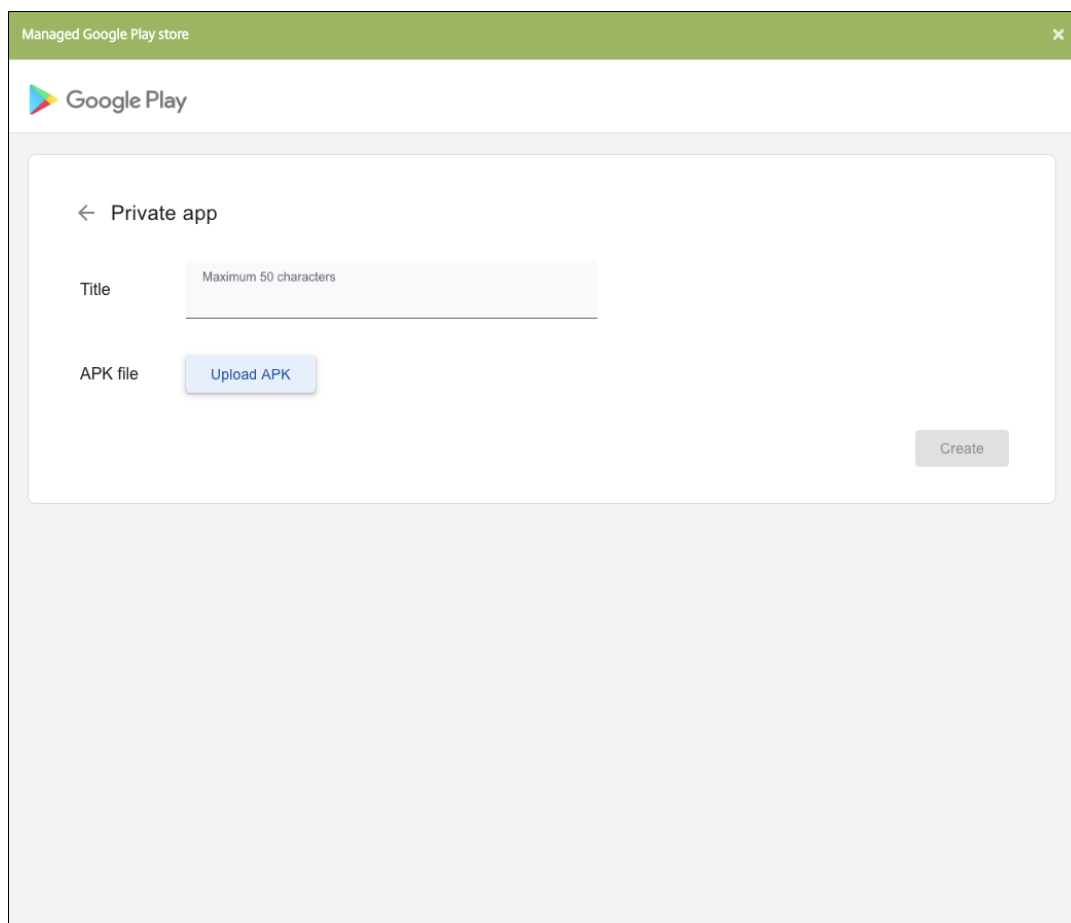 Managed Google Play store
Google Play
Private app
Title
Maximum 50 characters
APK file
Upload APK
Create